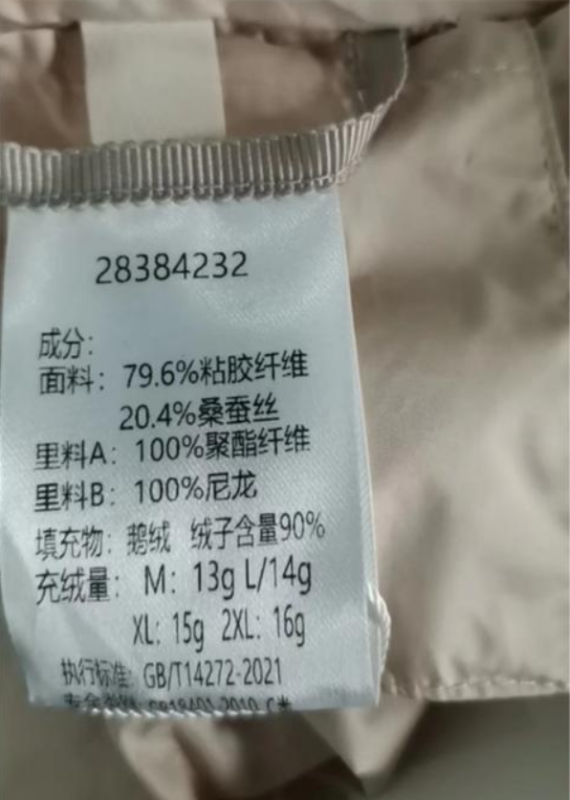 28384232
成分:
面料: 79.6%粘胶纤维
20.4%桑蚕丝
里料A: 100%聚酯纤维
里料B: 100%尼龙
填充物: 鹅绒 绒子含量90%
充绒量: M: 13g L/14g
XL: 15g 2XL: 16g
执行标准: GB/T14272-2021
GB18401-2010 C